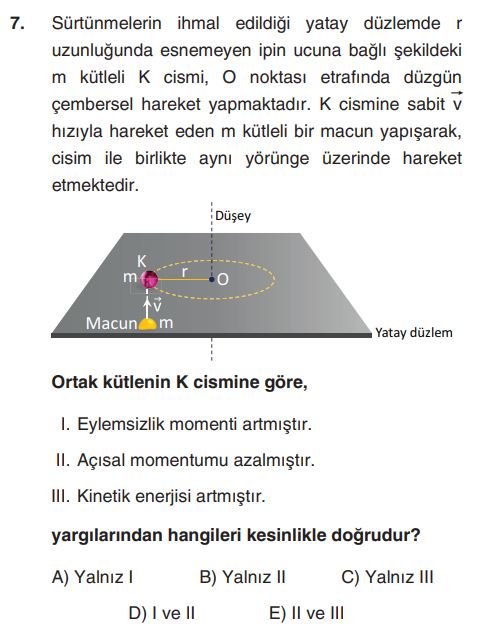 7. Sürtünmelerin ihmal edildiği yatay düzlemde r
uzunluğunda esnemeyen ipin ucuna bağlı şekildeki
m kütleli K cismi, O noktası etrafında düzgün
çembersel hareket yapmaktadır. K cismine sabit v⃗
hızıyla hareket eden m kütleli bir macun yapışarak,
cisim ile birlikte aynı yörünge üzerinde hareket
etmektedir.
Düşey
K
m
r
O
v⃗
Macun
m
Yatay düzlem
Ortak kütlenin K cismine göre,
I. Eylemsizlik momenti artmıştır.
II. Açısal momentumu azalmıştır.
III. Kinetik enerjisi artmıştır.
yargılarından hangileri kesinlikle doğrudur?
A) Yalnız I B) Yalnız II C) Yalnız III
D) I ve II E) II ve III